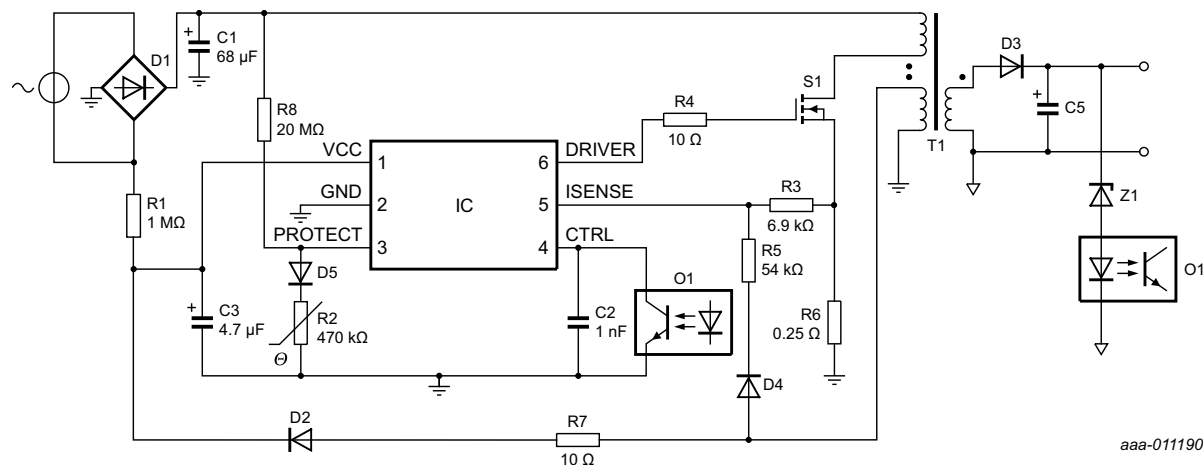 D1
C1
68 μF
R8
20 MΩ
R1
1 MΩ
VCC
GND
PROTECT
1
2
3
IC
6
5
4
DRIVER
ISENSE
CTRL
R4
10 Ω
S1
R3
6.9 kΩ
R5
54 kΩ
T1
D3
C5
Z1
O1
D5
R2
470 kΩ
Θ
C3
4.7 μF
C2
1 nF
O1
R6
0.25 Ω
D4
D2
R7
10 Ω
aaa-011190